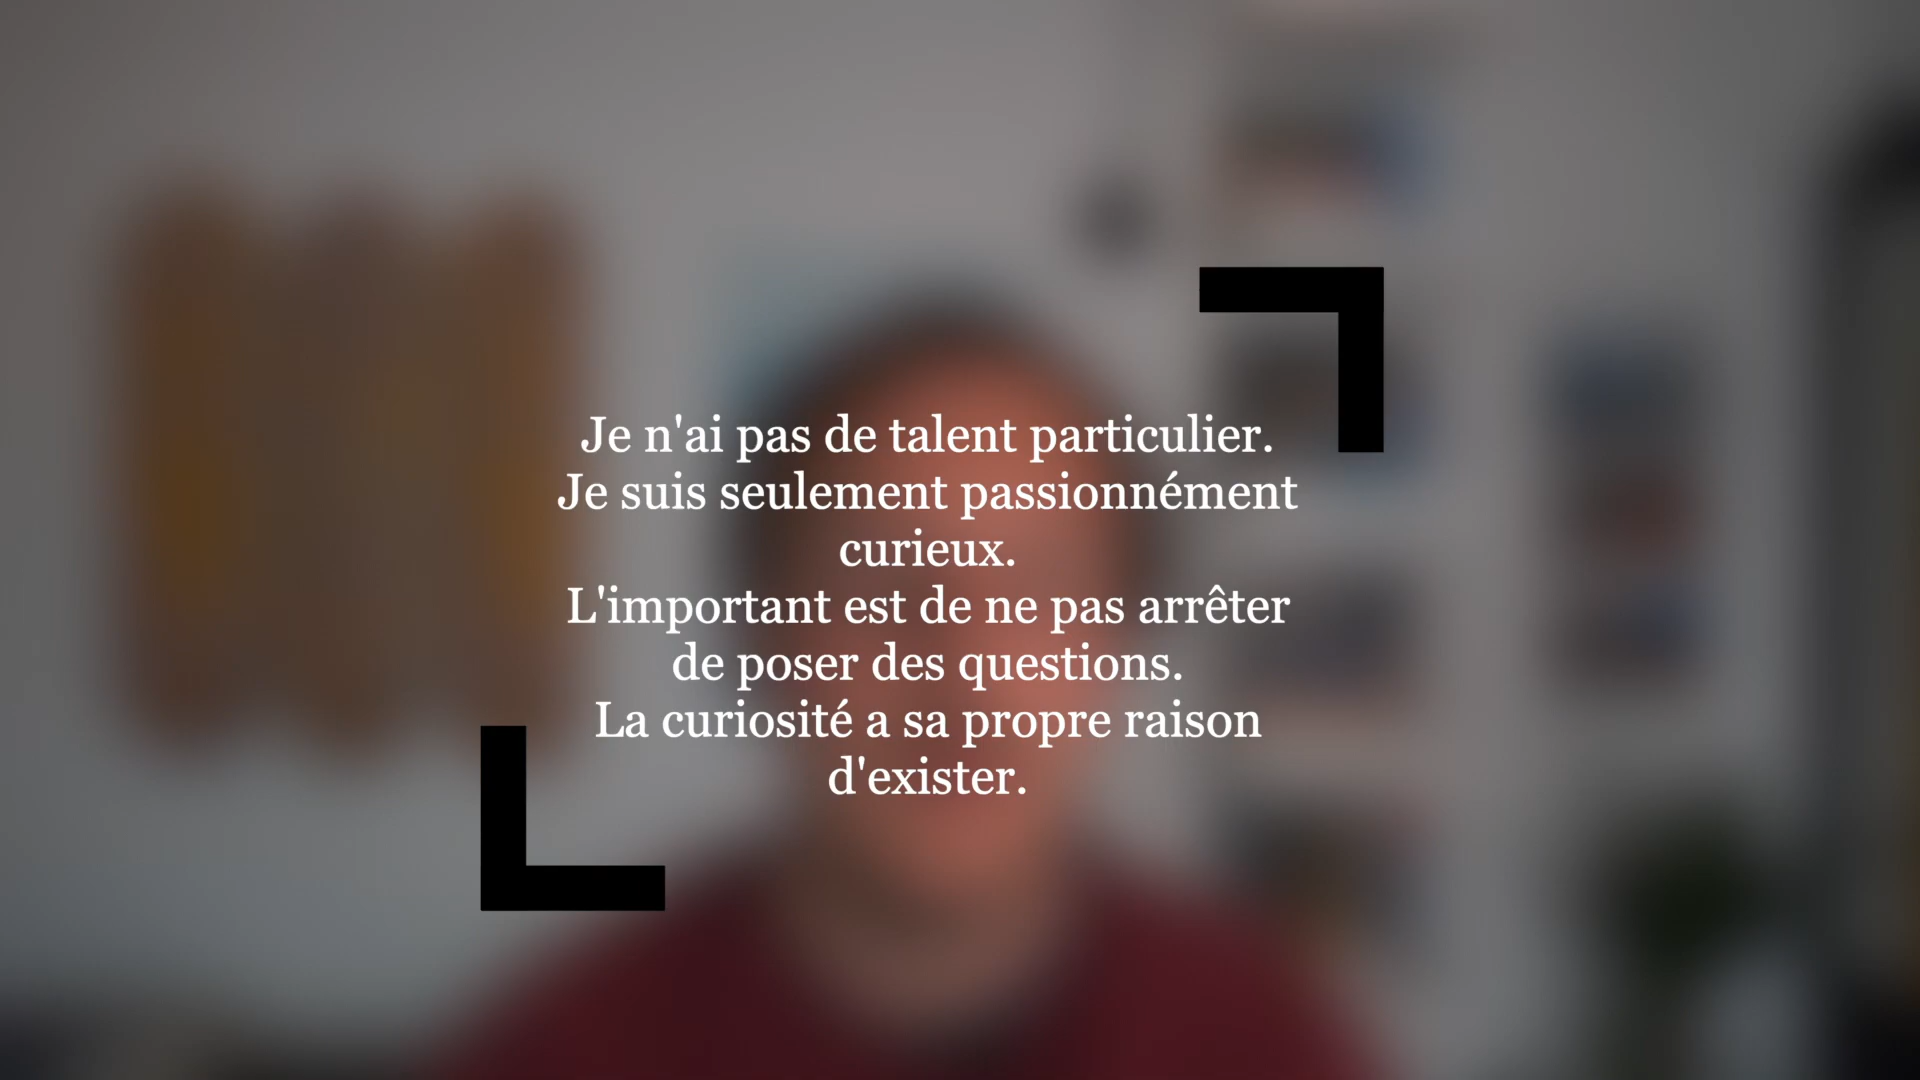 Je n'ai pas de talent particulier.
Je suis seulement passionnément
curieux.
L'important est de ne pas arrêter
de poser des questions.
La curiosité a sa propre raison
d'exister.